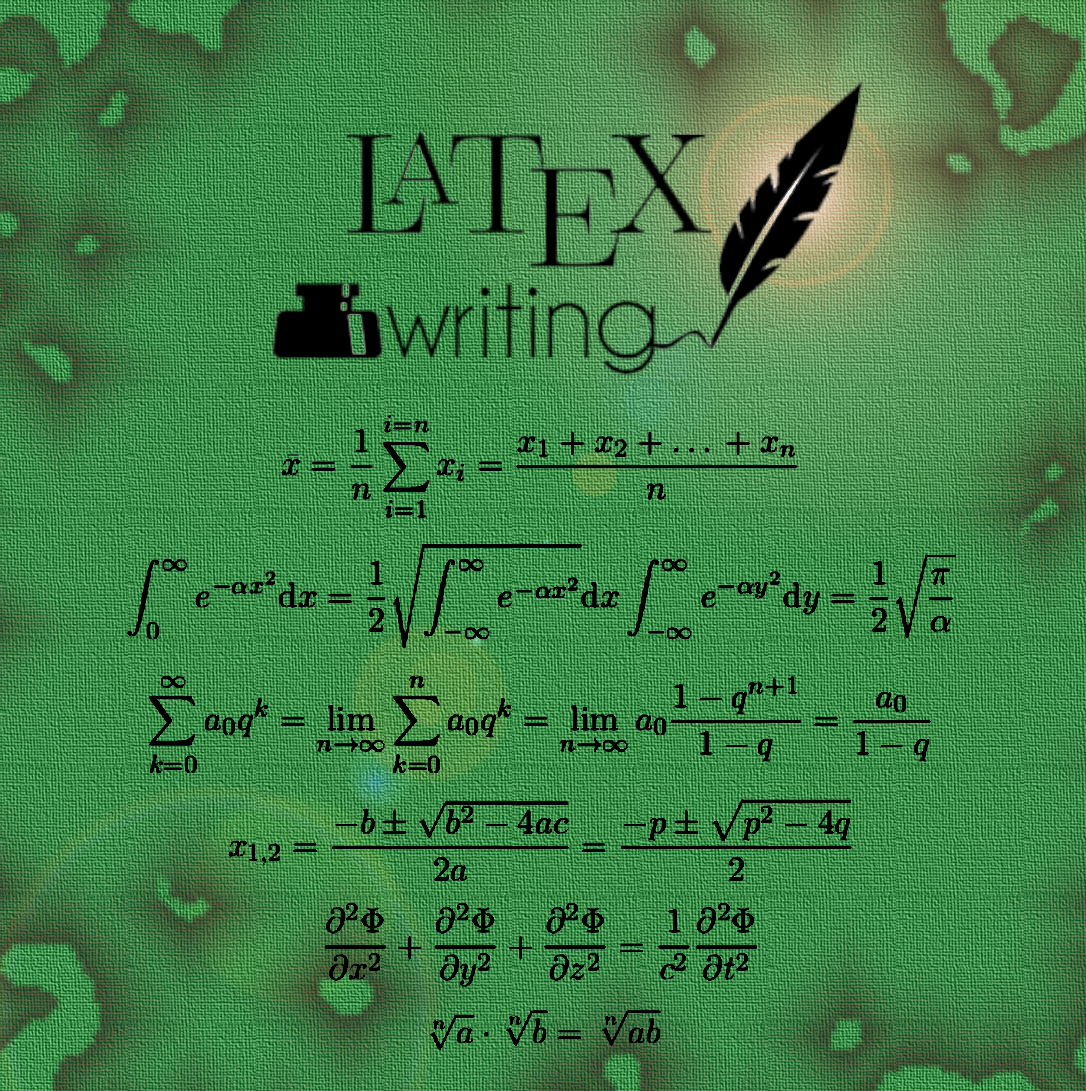 LATEX
writing
$\bar{x} = \frac{1}{n} \sum_{i=1}^{i=n} x_i = \frac{x_1 + x_2 + \ldots + x_n}{n}$
$\int_0^\infty e^{-\alpha x^2} \mathrm{d}x = \frac{1}{2} \sqrt{\int_{-\infty}^\infty e^{-\alpha x^2}} \mathrm{d}x \int_{-\infty}^\infty e^{-\alpha y^2} \mathrm{d}y = \frac{1}{2} \sqrt{\frac{\pi}{\alpha}}$
$\sum_{k=0}^\infty a_0 q^k = \lim_{n \to \infty} \sum_{k=0}^n a_0 q^k = \lim_{n \to \infty} a_0 \frac{1 - q^{n+1}}{1 - q} = \frac{a_0}{1 - q}$
$x_{1,2} = \frac{-b \pm \sqrt{b^2 - 4ac}}{2a} = \frac{-p \pm \sqrt{p^2 - 4q}}{2}$
$\frac{\partial^2 \Phi}{\partial x^2} + \frac{\partial^2 \Phi}{\partial y^2} + \frac{\partial^2 \Phi}{\partial z^2} = \frac{1}{c^2} \frac{\partial^2 \Phi}{\partial t^2}$
$\sqrt[n]{a} \cdot \sqrt[n]{b} = \sqrt[n]{ab}$